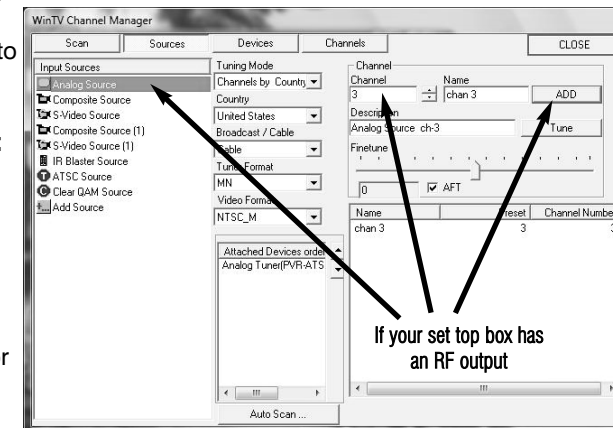 to
:
or
WinTV Channel Manager
Scan Sources Devices Channels CLOSE
Input Sources
Analog Source
Composite Source
S-Video Source
Composite Source (1)
S-Video Source (1)
IR Blaster Source
ATSC Source
Clear QAM Source
Add Source
Tuning Mode
Channels by Country
Country
United States
Broadcast / Cable
Cable
Tuner Format
MN
Video Format
NTSC_M
Attached Devices order
Analog Tuner(PVR-ATS
Auto Scan ...
Channel
Channel Name
3 chan 3 ADD
Description
Analog Source ch-3 Tune
Finetune
0 AFT
Name Preset Channel Numbe
chan 3 3 3
If your set top box has
an RF output